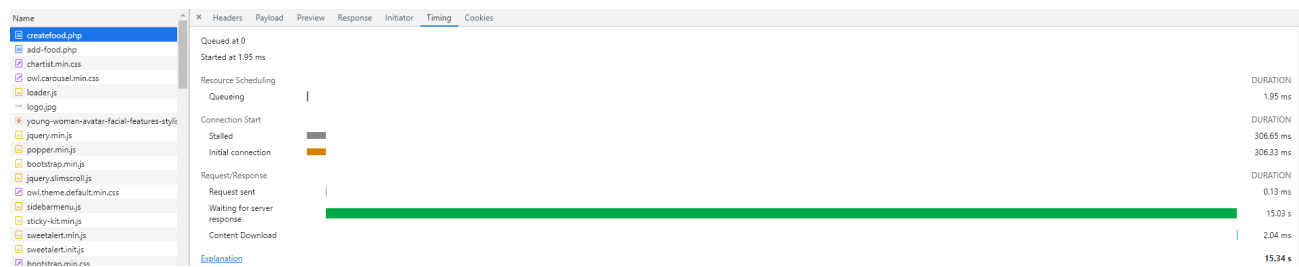 Name
× Headers Payload Preview Response Initiator Timing Cookies
createfood.php
add-food.php
chartist.min.css
owl.carousel.min.css
loader.js
logo.jpg
young-woman-avatar-facial-features-stylis
jquery.min.js
popper.min.js
bootstrap.min.js
jquery.slimscroll.js
owl.theme.default.min.css
sidebarmenu.js
sticky-kit.min.js
sweetalert.min.js
sweetalert.init.js
bootstrap.min.css
Queued at 0
Started at 1.95 ms
Resource Scheduling DURATION
Queueing 1.95 ms
Connection Start DURATION
Stalled 306.65 ms
Initial connection 306.33 ms
Request/Response DURATION
Request sent 0.13 ms
Waiting for server
response 15.03 s
Content Download 2.04 ms
Explanation 15.34 s